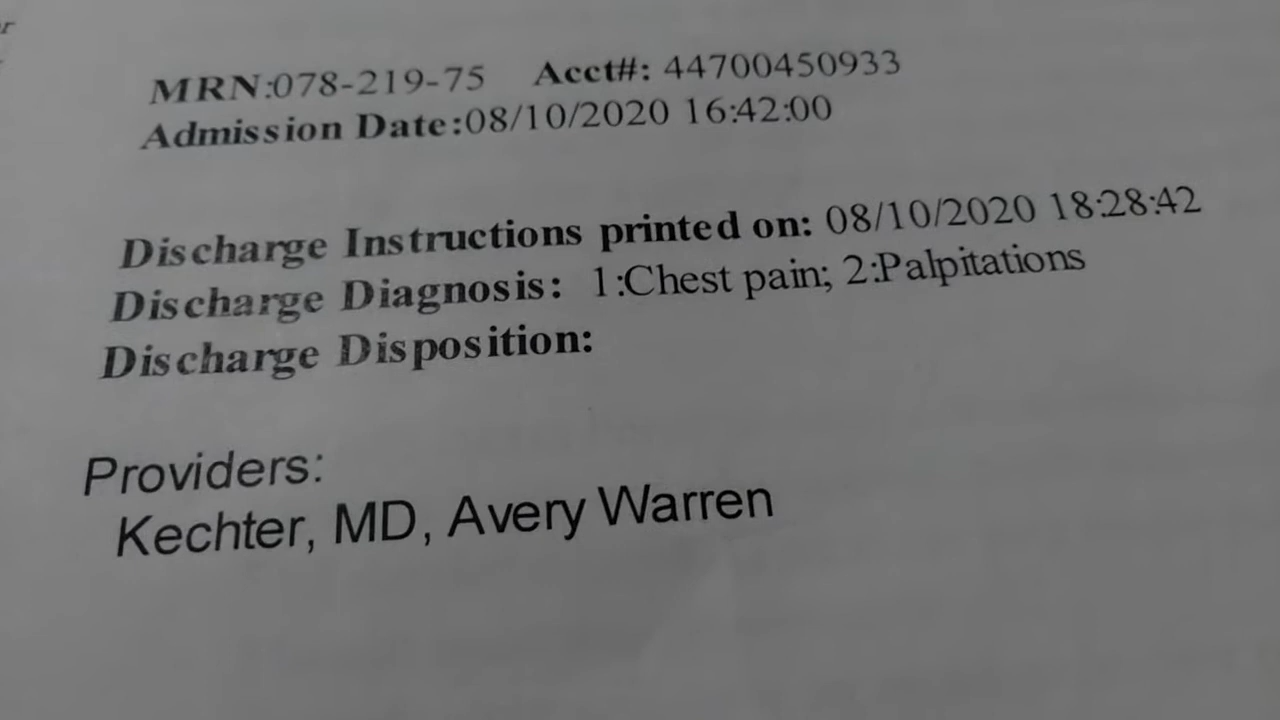 MRN:078-219-75 Acct#: 44700450933
Admission Date:08/10/2020 16:42:00
Discharge Instructions printed on: 08/10/2020 18:28:42
Discharge Diagnosis: 1:Chest pain; 2:Palpitations
Discharge Disposition:
Providers:
Kechter, MD, Avery Warren